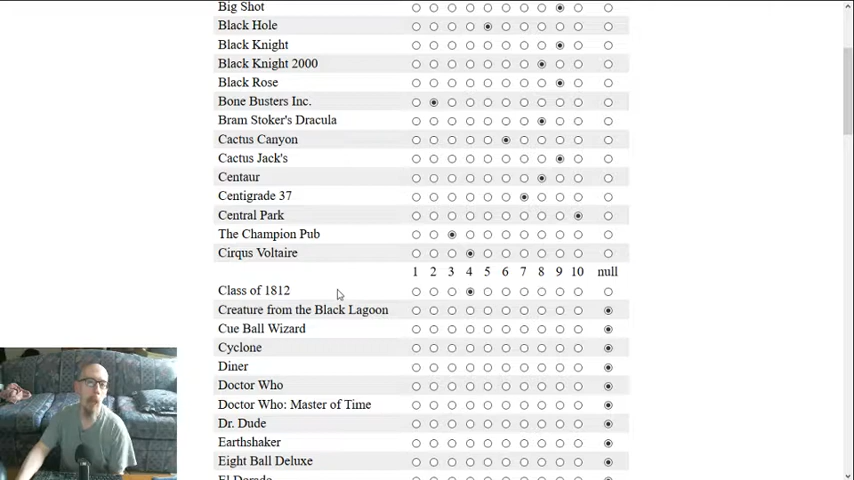 Big Shot
Black Hole
Black Knight
Black Knight 2000
Black Rose
Bone Busters Inc.
Bram Stoker's Dracula
Cactus Canyon
Cactus Jack's
Centaur
Centigrade 37
Central Park
The Champion Pub
Cirqus Voltaire
1 2 3 4 5 6 7 8 9 10 null
Class of 1812
Creature from the Black Lagoon
Cue Ball Wizard
Cyclone
Diner
Doctor Who
Doctor Who: Master of Time
Dr. Dude
Earthshaker
Eight Ball Deluxe
El Dorado